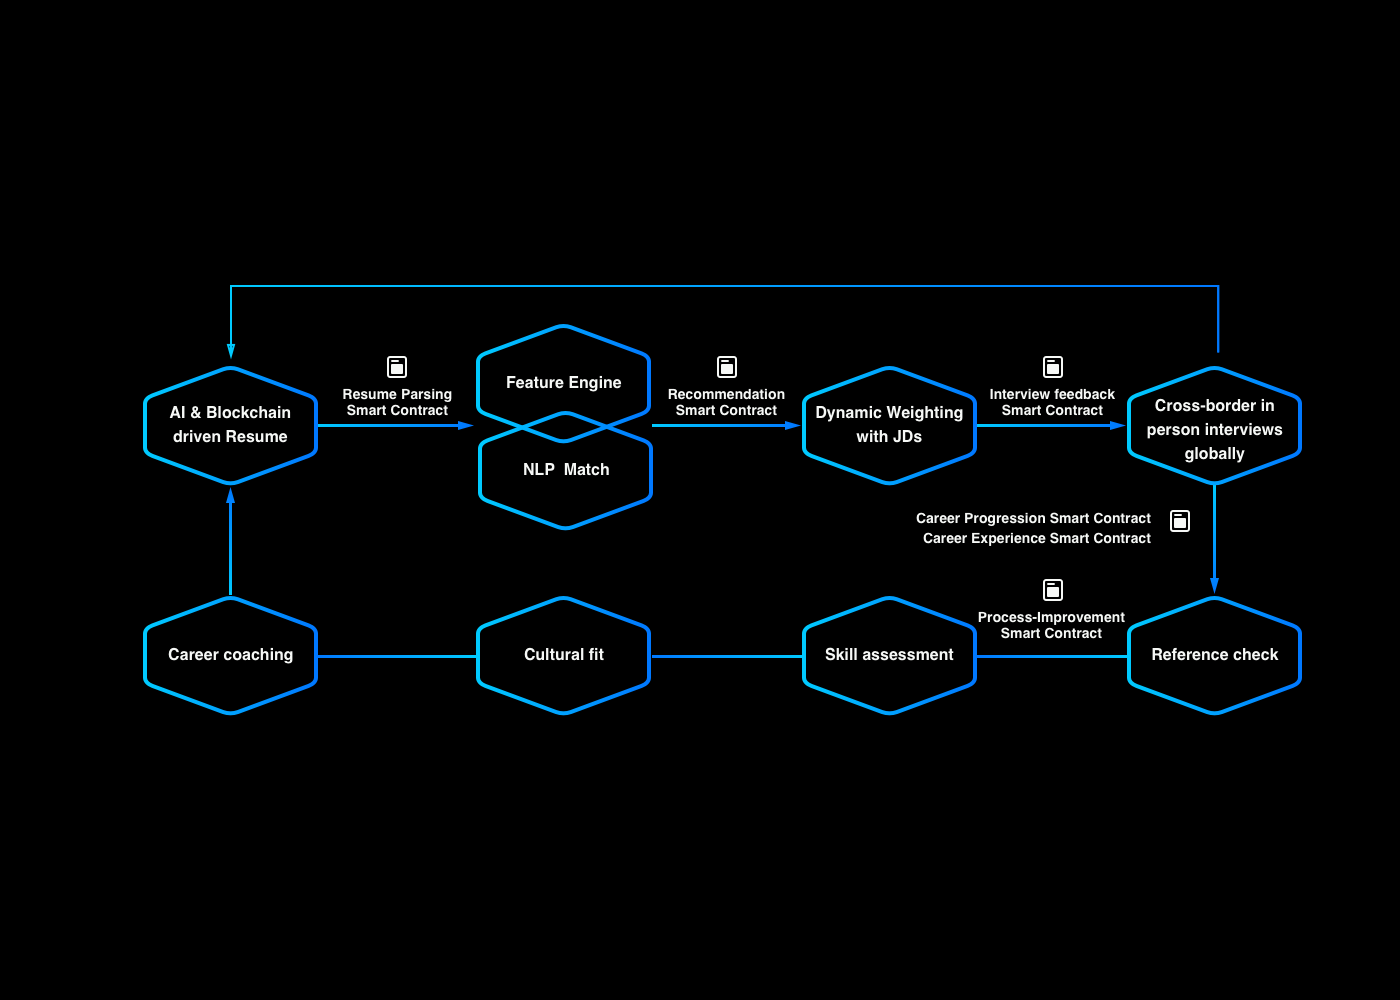 AI & Blockchain
driven Resume
Resume Parsing
Smart Contract
Feature Engine
NLP  Match
Recommendation
Smart Contract
Dynamic Weighting
with JDs
Interview feedback
Smart Contract
Cross-border in
person interviews
globally
Career Progression Smart Contract
Career Experience Smart Contract
Career coaching
Cultural fit
Skill assessment
Process-Improvement
Smart Contract
Reference check